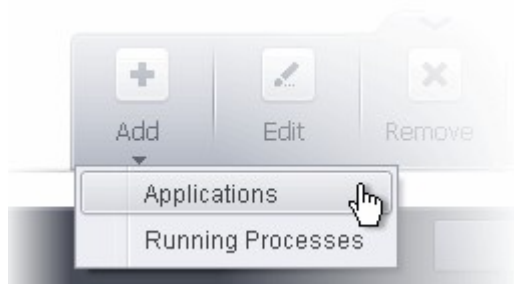 Add Edit Remove
Applications
Running Processes